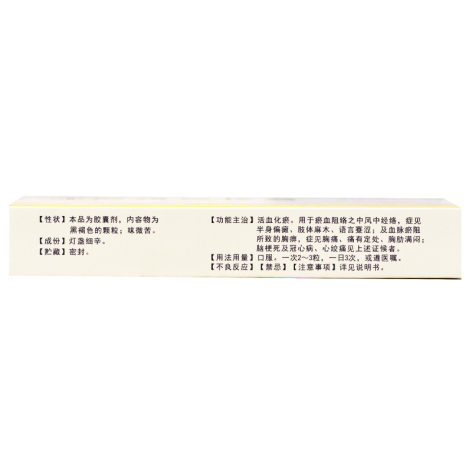 【性状】本品为胶囊剂，内容物为
黑褐色的颗粒；味微苦。
【成份】灯盏细辛。
【贮藏】密封。
【功能主治】活血化瘀。用于瘀血阻络之中风中经络，症见
半身偏瘫、肢体麻木、语言蹇涩；及血脉瘀阻
所致的胸痹，症见胸痛、痛有定处、胸肋满闷；
脑梗死及冠心病、心绞痛见上述证候者。
【用法用量】口服。一次2～3粒，一日3次，或遵医嘱。
【不良反应】【禁忌】【注意事项】详见说明书。